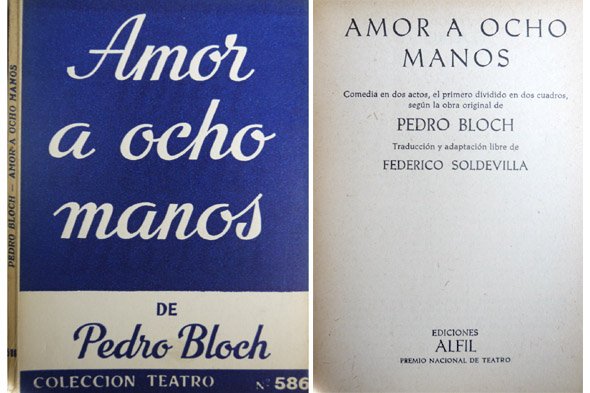 PEDRO BLOCH - AMOR A OCHO MANOS
Amor
a ocho
manos
DE
Pedro Bloch
COLECCION TEATRO Nº 586
AMOR A OCHO
MANOS
Comedia en dos actos, el primero dividido en dos cuadros,
según la obra original de
PEDRO BLOCH
Traducción y adaptación libre de
FEDERICO SOLDEVILLA
EDICIONES
ALFIL
PREMIO NACIONAL DE TEATRO